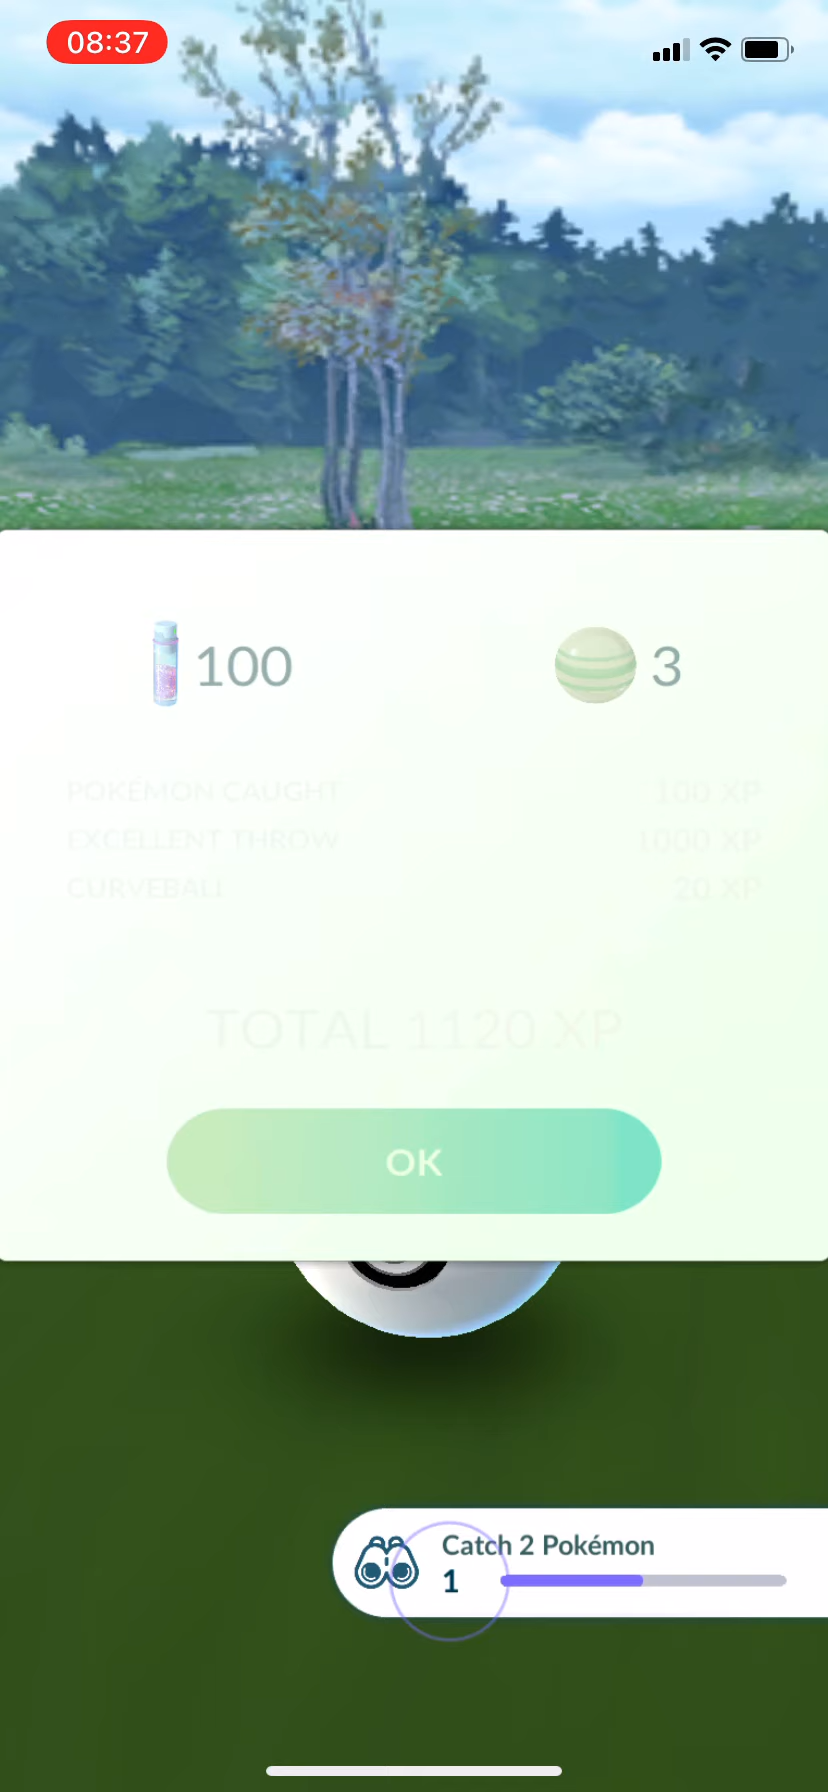 08:37
100
3
POKÉMON CAUGHT 100 XP
EXCELLENT THROW 1000 XP
CURVEBALL 20 XP
TOTAL 1120 XP
OK
Catch 2 Pokémon
1